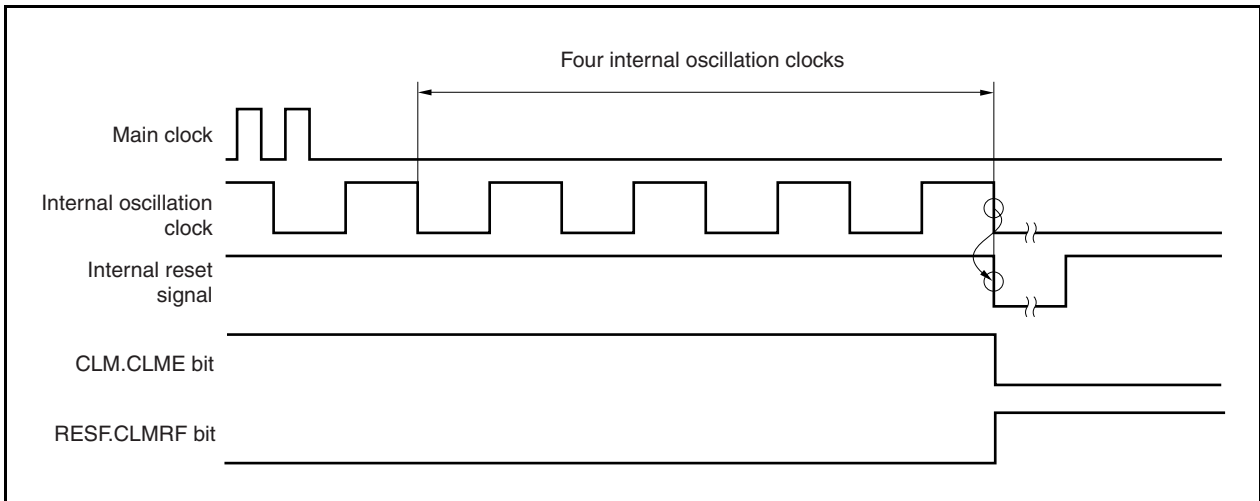 Four internal oscillation clocks
Main clock
Internal oscillation
clock
Internal reset
signal
CLM.CLME bit
RESF.CLMRF bit